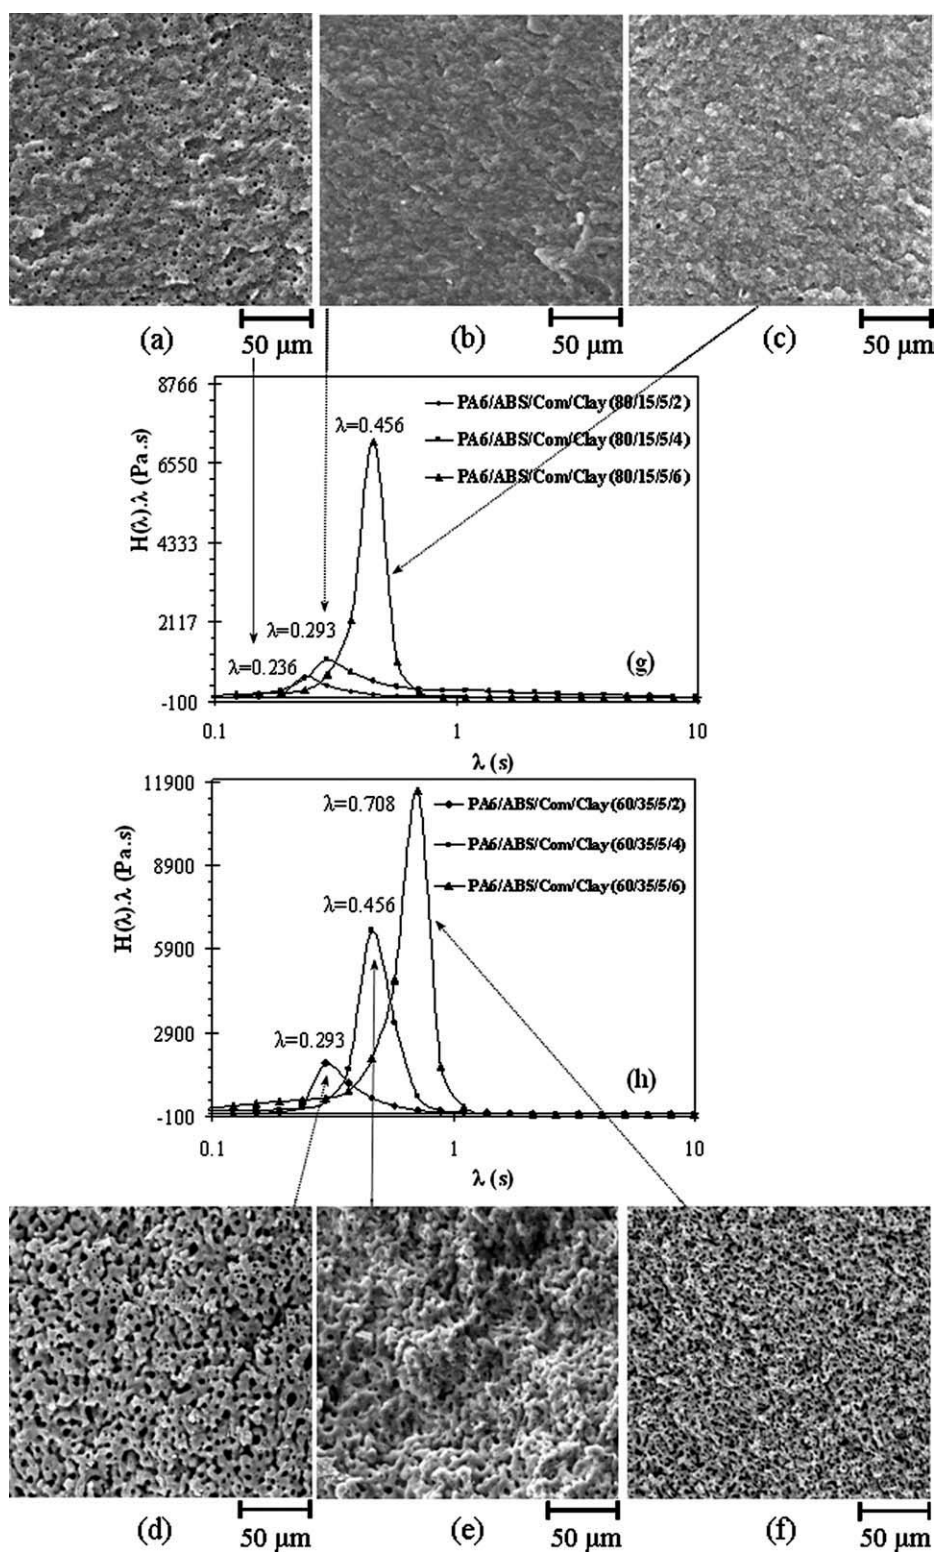 (a) 50 µm (b) 50 µm (c) 50 µm
8766
6550
4333
2117
-100
H(λ).λ (Pa.s)
PA6/ABS/Com/Clay (80/15/5/2)
PA6/ABS/Com/Clay (80/15/5/4)
PA6/ABS/Com/Clay (80/15/5/6)
λ=0.456
λ=0.293
λ=0.236
(g)
0.1 1 10
λ (s)
11900
8900
5900
2900
-100
H(λ).λ (Pa.s)
PA6/ABS/Com/Clay (60/35/5/2)
PA6/ABS/Com/Clay (60/35/5/4)
PA6/ABS/Com/Clay (60/35/5/6)
λ=0.708
λ=0.456
λ=0.293
(h)
0.1 1 10
λ (s)
(d) 50 µm (e) 50 µm (f) 50 µm